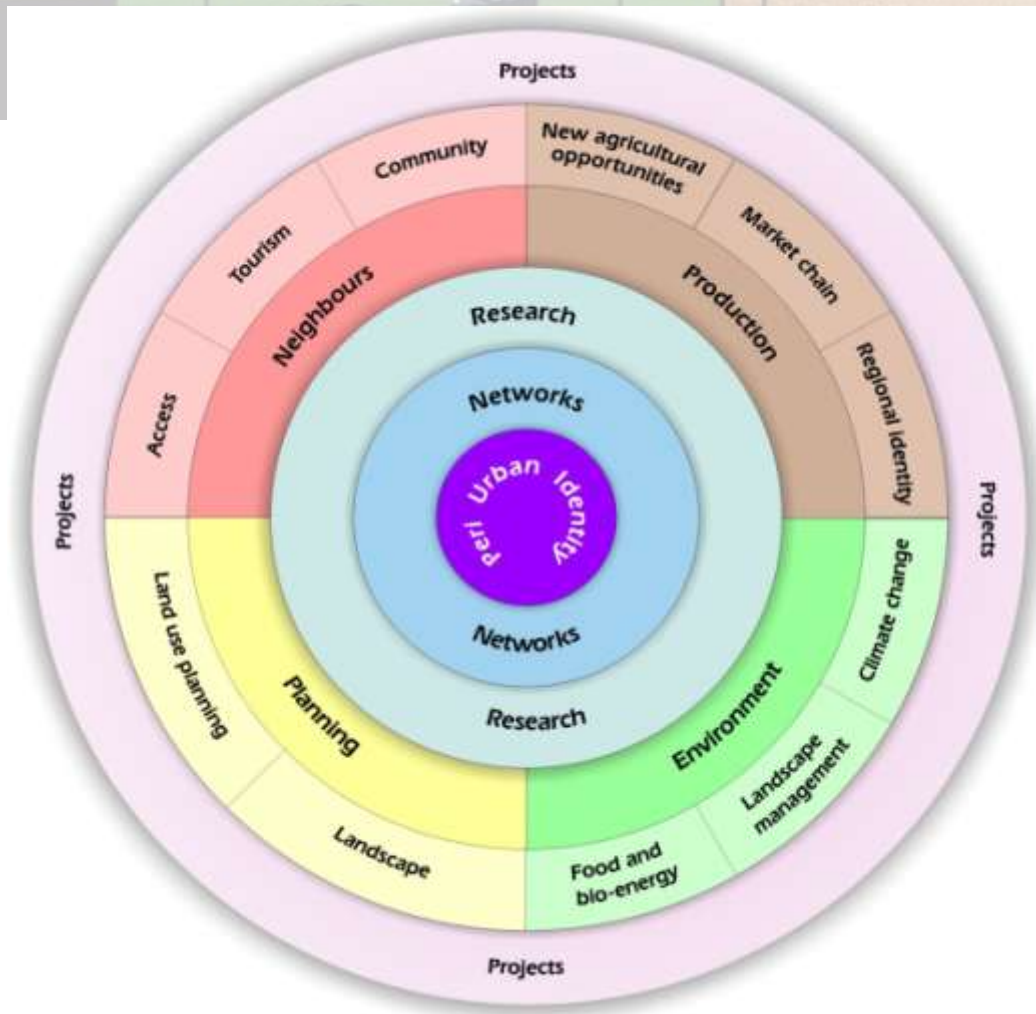 Projects
Community
New agricultural
opportunities
Tourism
Market chain
Neighbours
Production
Research
Access
Regional identity
Networks
Peri Urban Identity
Projects
Projects
Networks
Land use planning
Climate change
Planning
Environment
Research
Landscape
management
Landscape
Food and
bio-energy
Projects